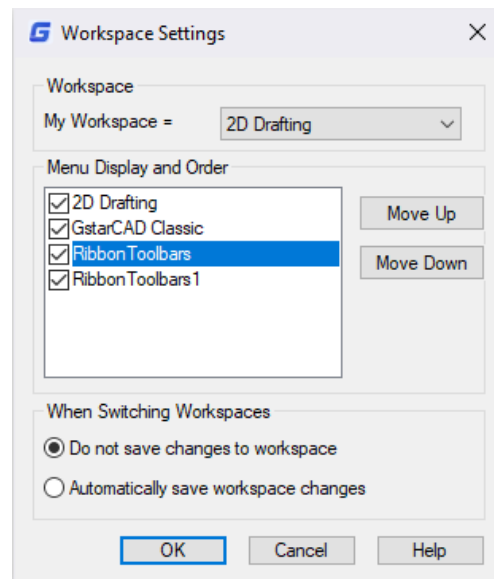 Workspace Settings
Workspace
My Workspace = 2D Drafting
Menu Display and Order
2D Drafting
GstarCAD Classic
RibbonToolbars
RibbonToolbars1
Move Up
Move Down
When Switching Workspaces
Do not save changes to workspace
Automatically save workspace changes
OK Cancel Help